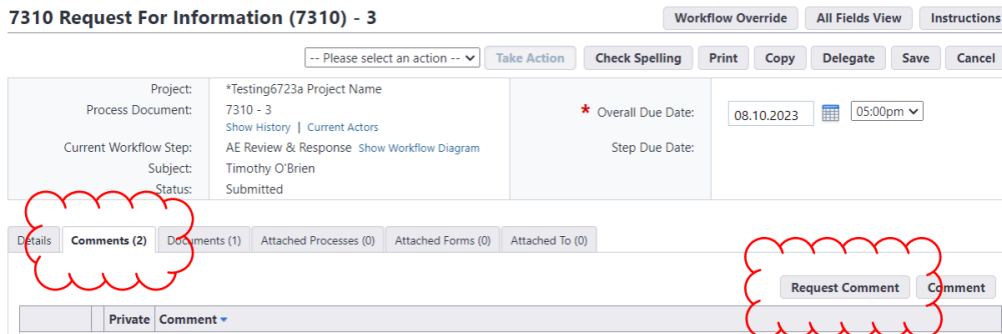 7310 Request For Information (7310) - 3
Workflow Override All Fields View Instructions
-- Please select an action -- Take Action Check Spelling Print Copy Delegate Save Cancel
Project: *Testing6723a Project Name
Process Document: 7310 - 3
* Overall Due Date: 08.10.2023 05:00pm
Show History | Current Actors
Current Workflow Step: AE Review & Response Show Workflow Diagram
Step Due Date:
Subject: Timothy O'Brien
Status: Submitted
Details Comments (2) Documents (1) Attached Processes (0) Attached Forms (0) Attached To (0)
Request Comment Comment
Private Comment